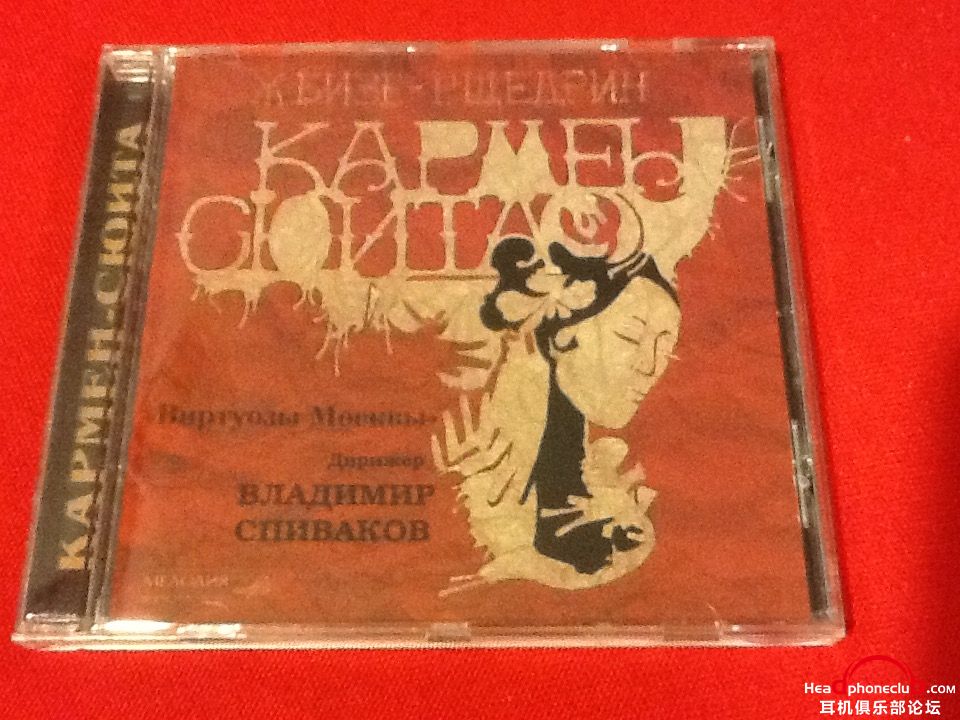 Ж.БИЗЕ - Р.ЩЕДРИН
КАРМЕН
СЮИТА
«Виртуозы Москвы»
Дирижер
ВЛАДИМИР
СПИВАКОВ
МЕЛОДИЯ
КАРМЕН-СЮИТА
Headphoneclub.com
耳机俱乐部论坛